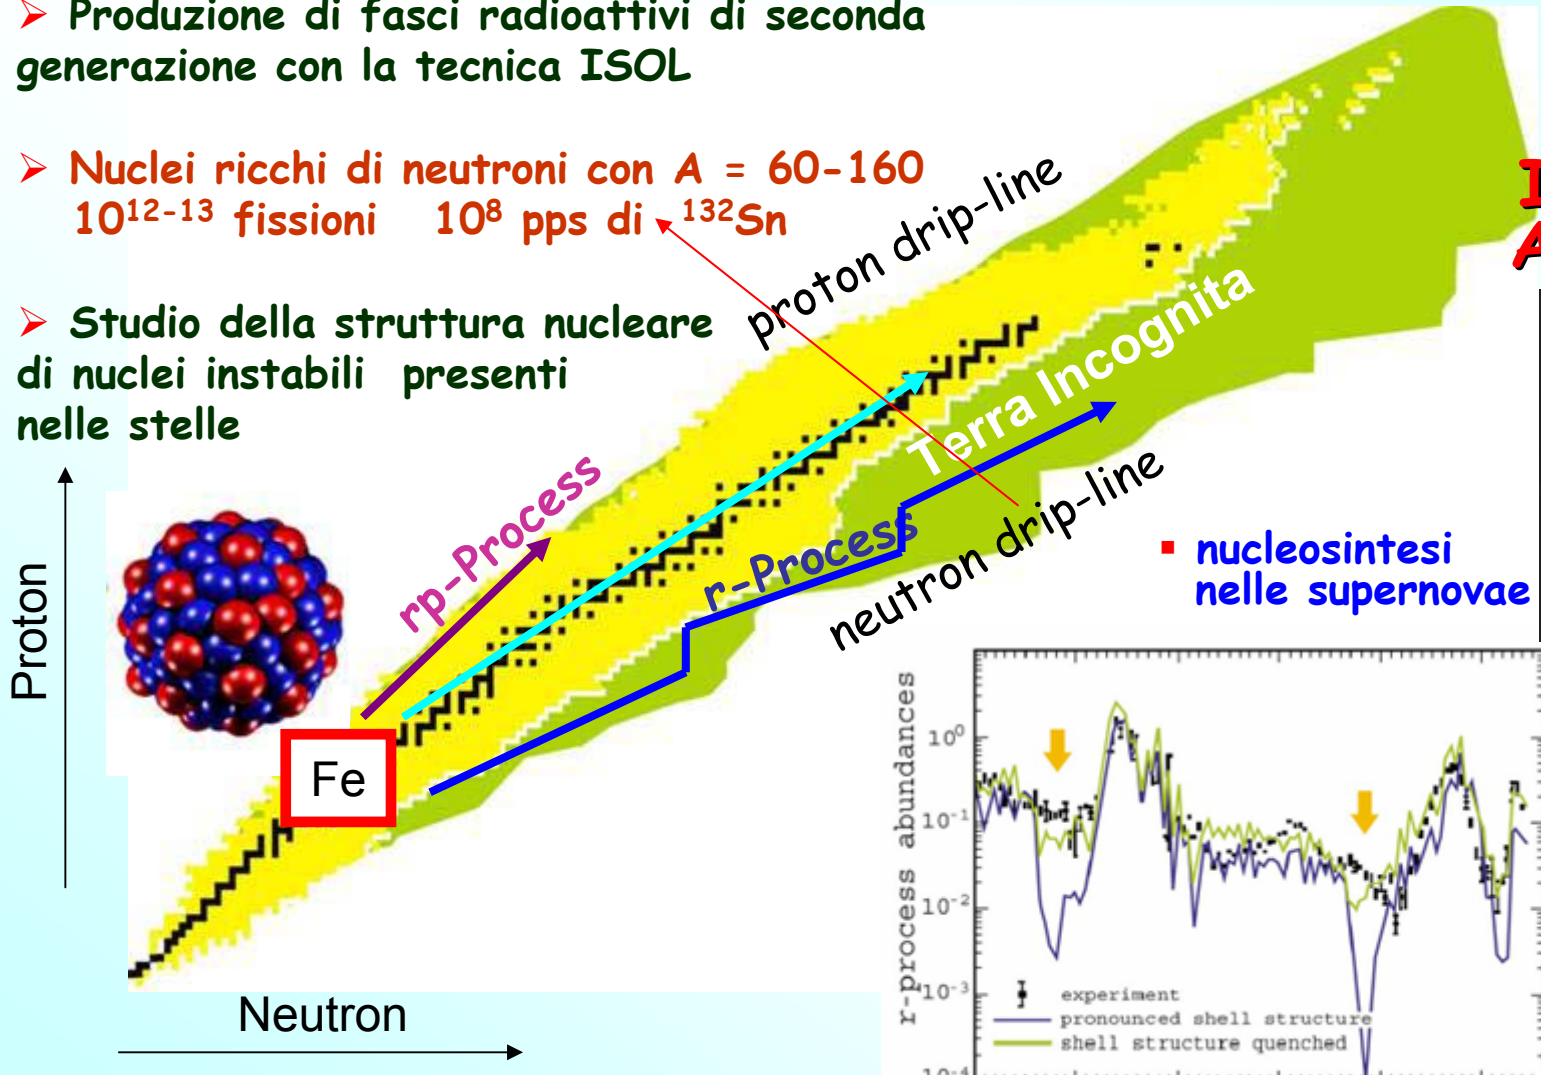 ➢ Produzione di fasci radioattivi di seconda
generazione con la tecnica ISOL
➢ Nuclei ricchi di neutroni con A = 60-160
10¹²⁻¹³ fissioni 10⁸ pps di ¹³²Sn
➢ Studio della struttura nucleare
di nuclei instabili presenti
nelle stelle
proton drip-line
Terra Incognita
rp-Process
r-Process
neutron drip-line
▪ nucleosintesi
nelle supernovae
Proton
Fe
Neutron
r-process abundances
10⁰
10⁻¹
10⁻²
10⁻³
experiment
pronounced shell structure
shell structure quenched